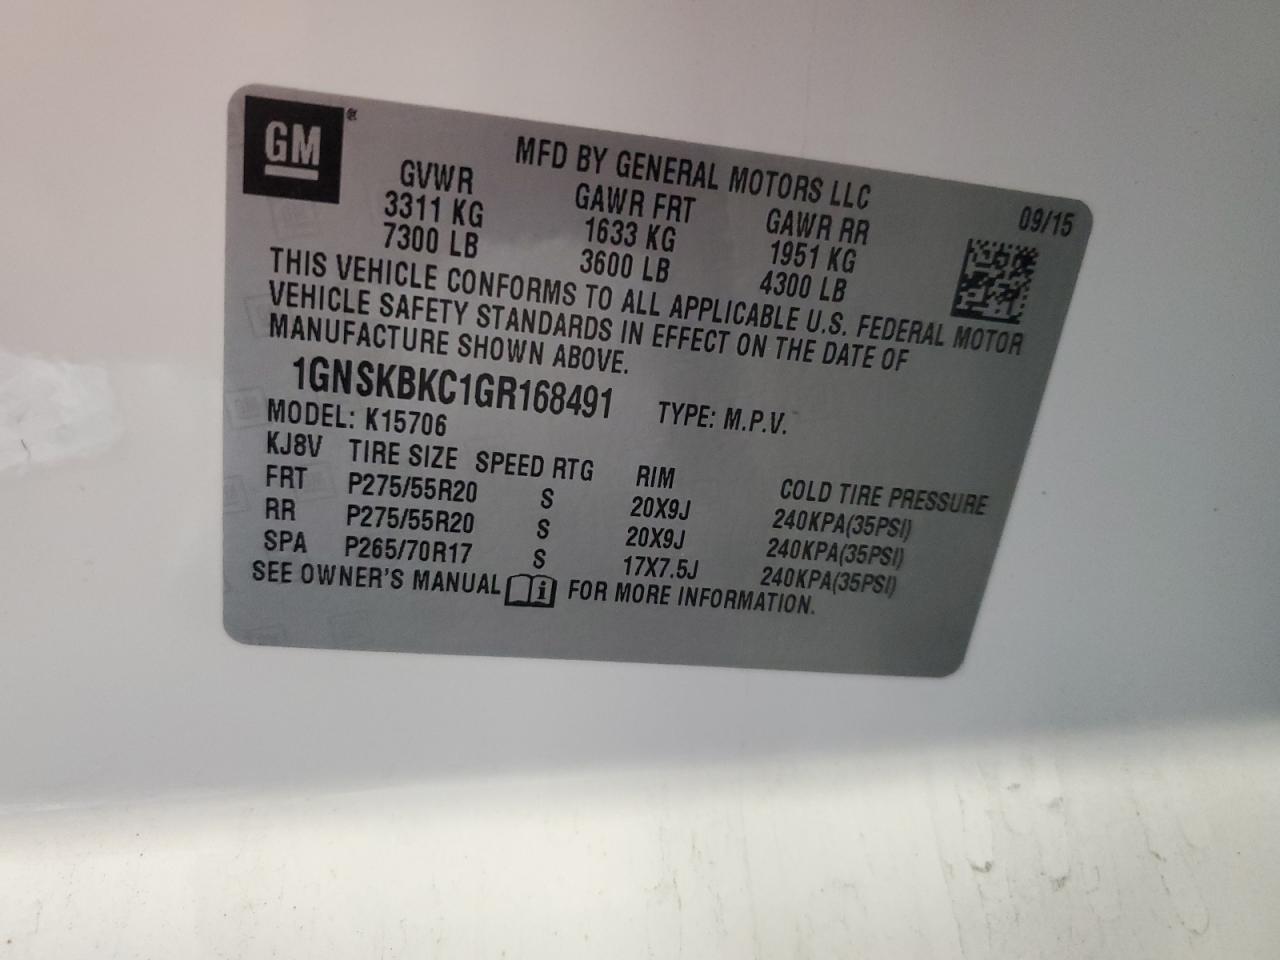 GM®
MFD BY GENERAL MOTORS LLC
09/15
GVWR GAWR FRT GAWR RR
3311 KG 1633 KG 1951 KG
7300 LB 3600 LB 4300 LB
THIS VEHICLE CONFORMS TO ALL APPLICABLE U.S. FEDERAL MOTOR
VEHICLE SAFETY STANDARDS IN EFFECT ON THE DATE OF
MANUFACTURE SHOWN ABOVE.
1GNSKBKC1GR168491 TYPE: M.P.V.
MODEL: K15706
KJ8V TIRE SIZE SPEED RTG RIM COLD TIRE PRESSURE
FRT P275/55R20 S 20X9J 240KPA(35PSI)
RR P275/55R20 S 20X9J 240KPA(35PSI)
SPA P265/70R17 S 17X7.5J 240KPA(35PSI)
SEE OWNER'S MANUAL FOR MORE INFORMATION.